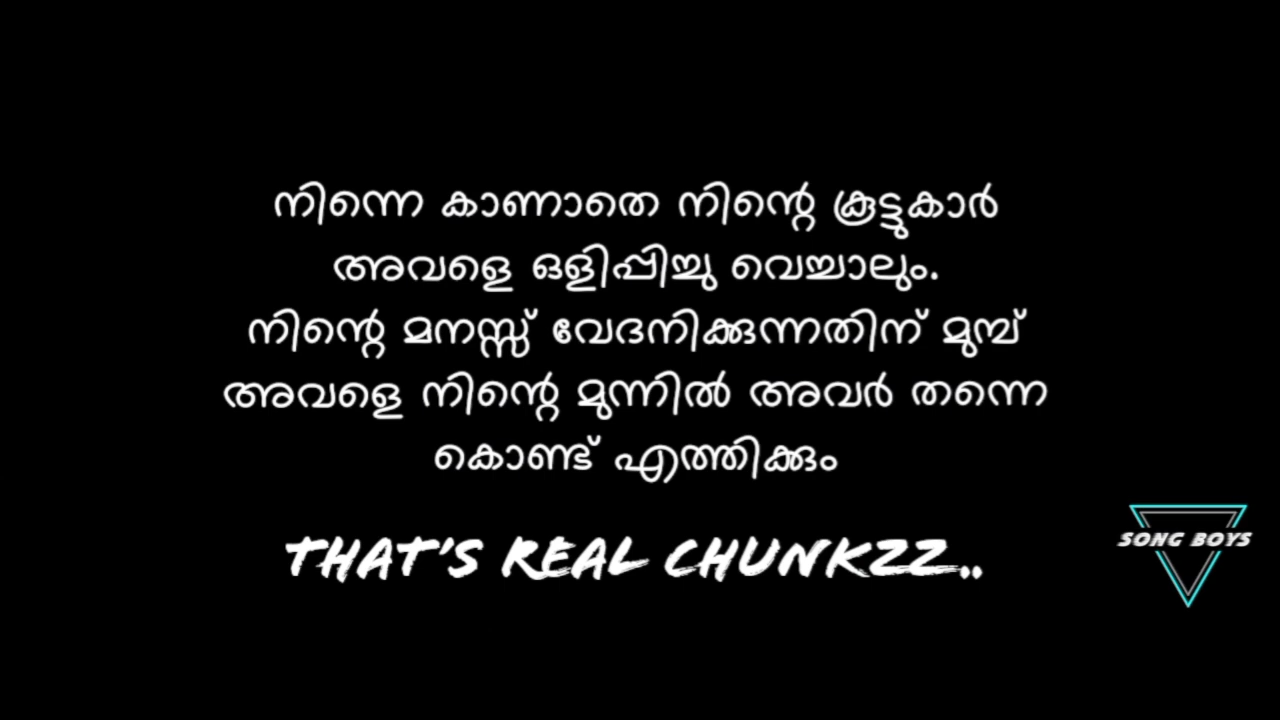 നിന്നെ കാണാതെ നിന്റെ കൂട്ടുകാർ
അവളെ ഒളിപ്പിച്ചു വെച്ചാലും.
നിന്റെ മനസ്സ് വേദനിക്കുന്നതിന് മുമ്പ്
അവളെ നിന്റെ മുന്നിൽ അവർ തന്നെ
കൊണ്ട് എത്തിക്കും
THAT'S REAL CHUNKZZ..
SONG BOYS